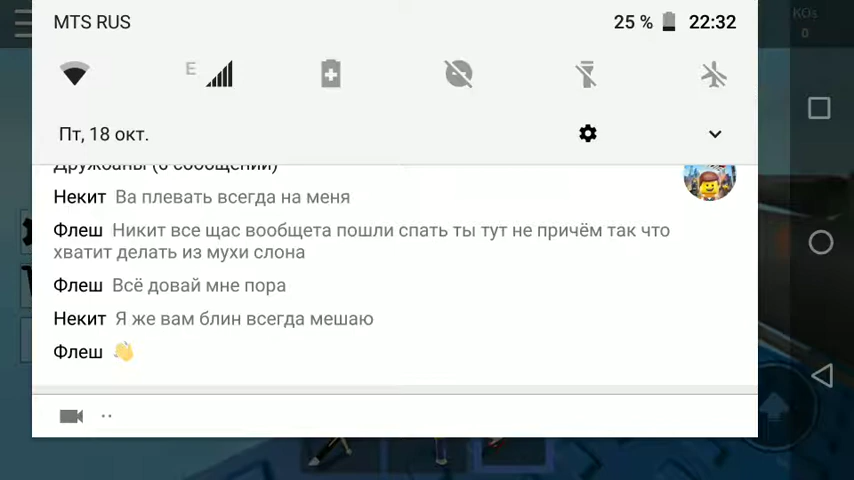 MTS RUS 25 % 22:32
E
Пт, 18 окт.
Дружбаны (6 сообщений)
Некит Ва плевать всегда на меня
Флеш Никит все щас вообщета пошли спать ты тут не причём так что
хватит делать из мухи слона
Флеш Всё довай мне пора
Некит Я же вам блин всегда мешаю
Флеш 👋
..
KOs
0